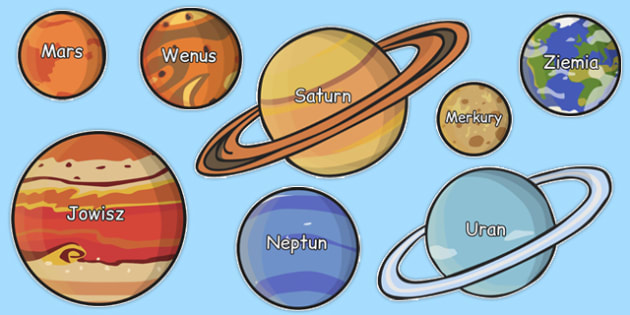 Mars
Wenus
Saturn
Ziemia
Merkury
Jowisz
Neptun
Uran